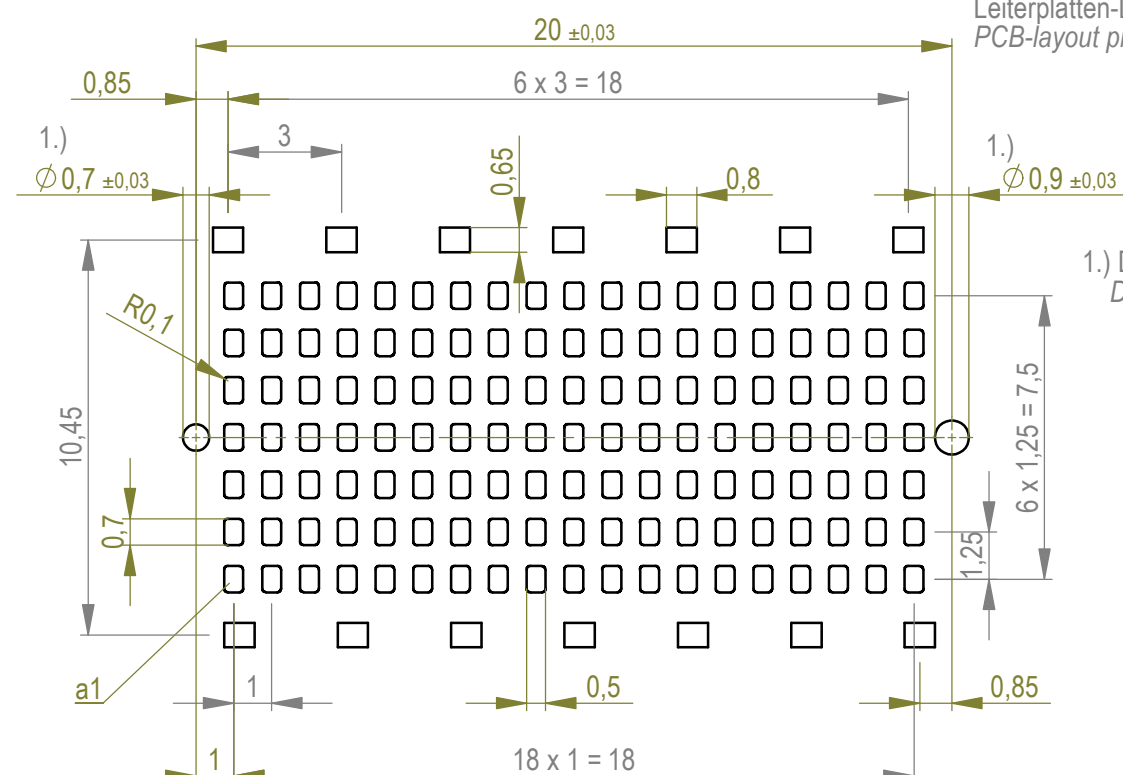 Leiterplatten-
PCB-layout
20 ±0,03
0,85
6 x 3 = 18
3
1.)
Ø 0,7 ±0,03
0,65
0,8
1.)
Ø 0,9 ±0,03
1.)
R0,1
10,45
6 x 1,25 = 7,5
0,7
1,25
a1
1
0,5
0,85
1
18 x 1 = 18